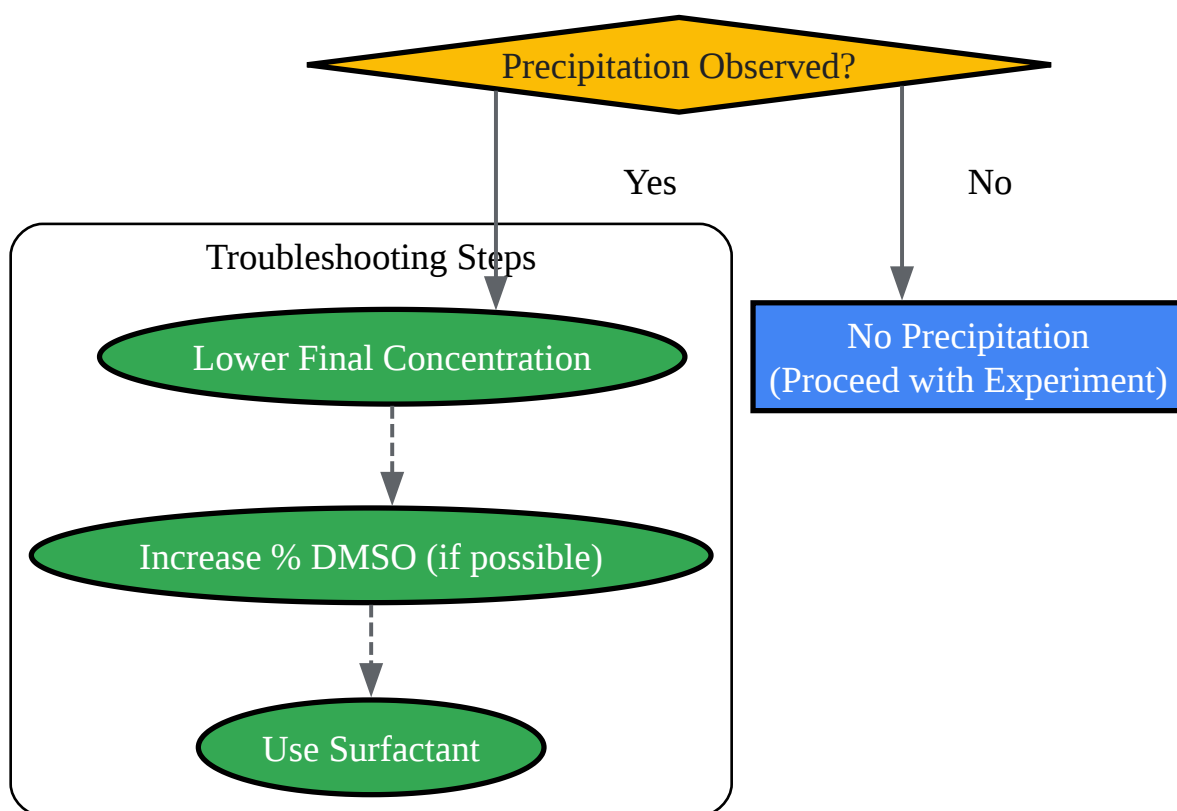 Precipitation Observed?
Yes
No
Troubleshooting Steps
Lower Final Concentration
No Precipitation
(Proceed with Experiment)
Increase % DMSO (if possible)
Use Surfactant